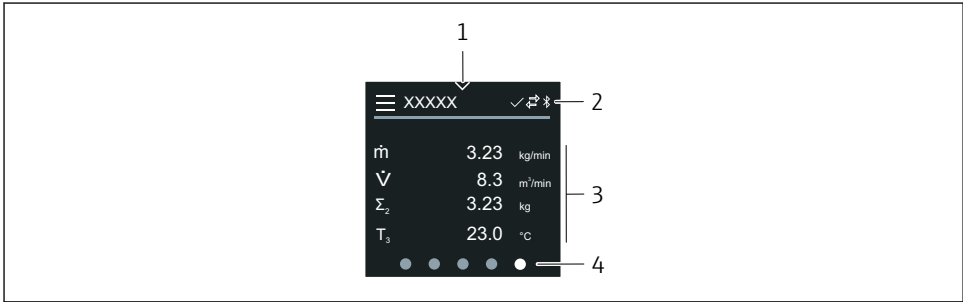 1
XXXXX
2
ṁ 3.23 kg/min
V̇ 8.3 m³/min
Σ₂ 3.23 kg
3
T₃ 23.0 °C
4